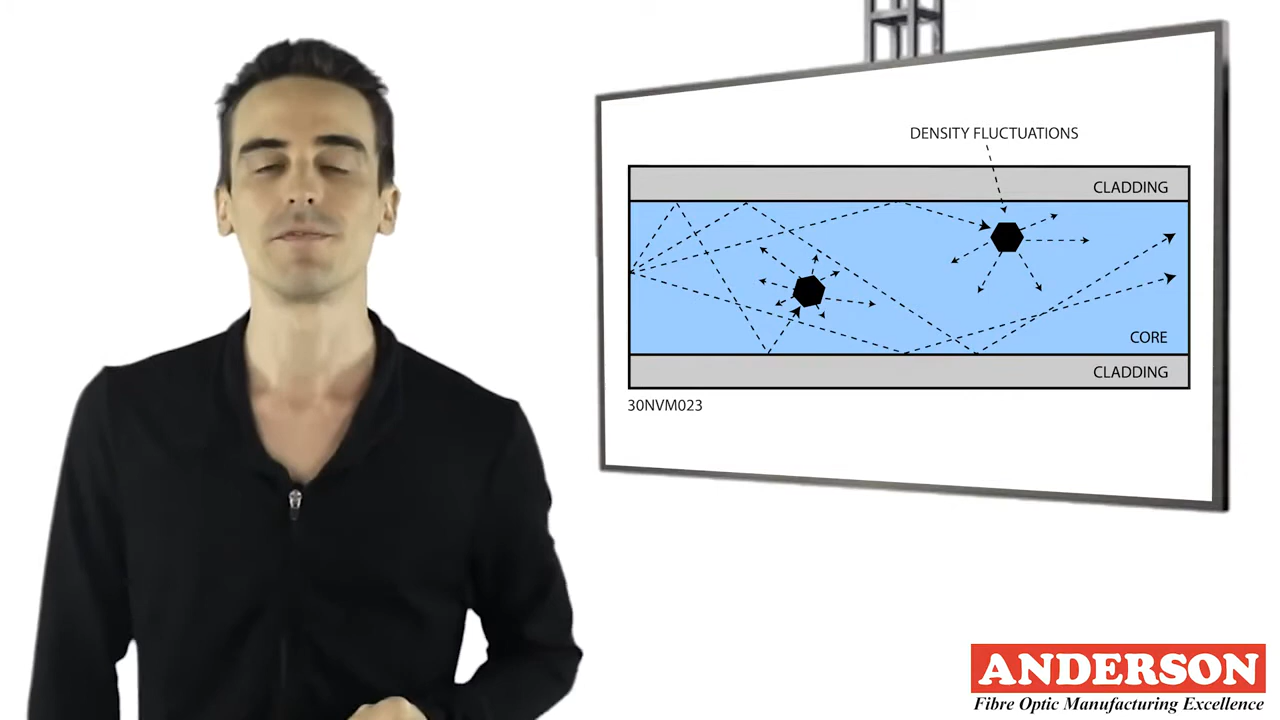 DENSITY FLUCTUATIONS
CLADDING
CORE
CLADDING
30NVM023
ANDERSON
Fibre Optic Manufacturing Excellence